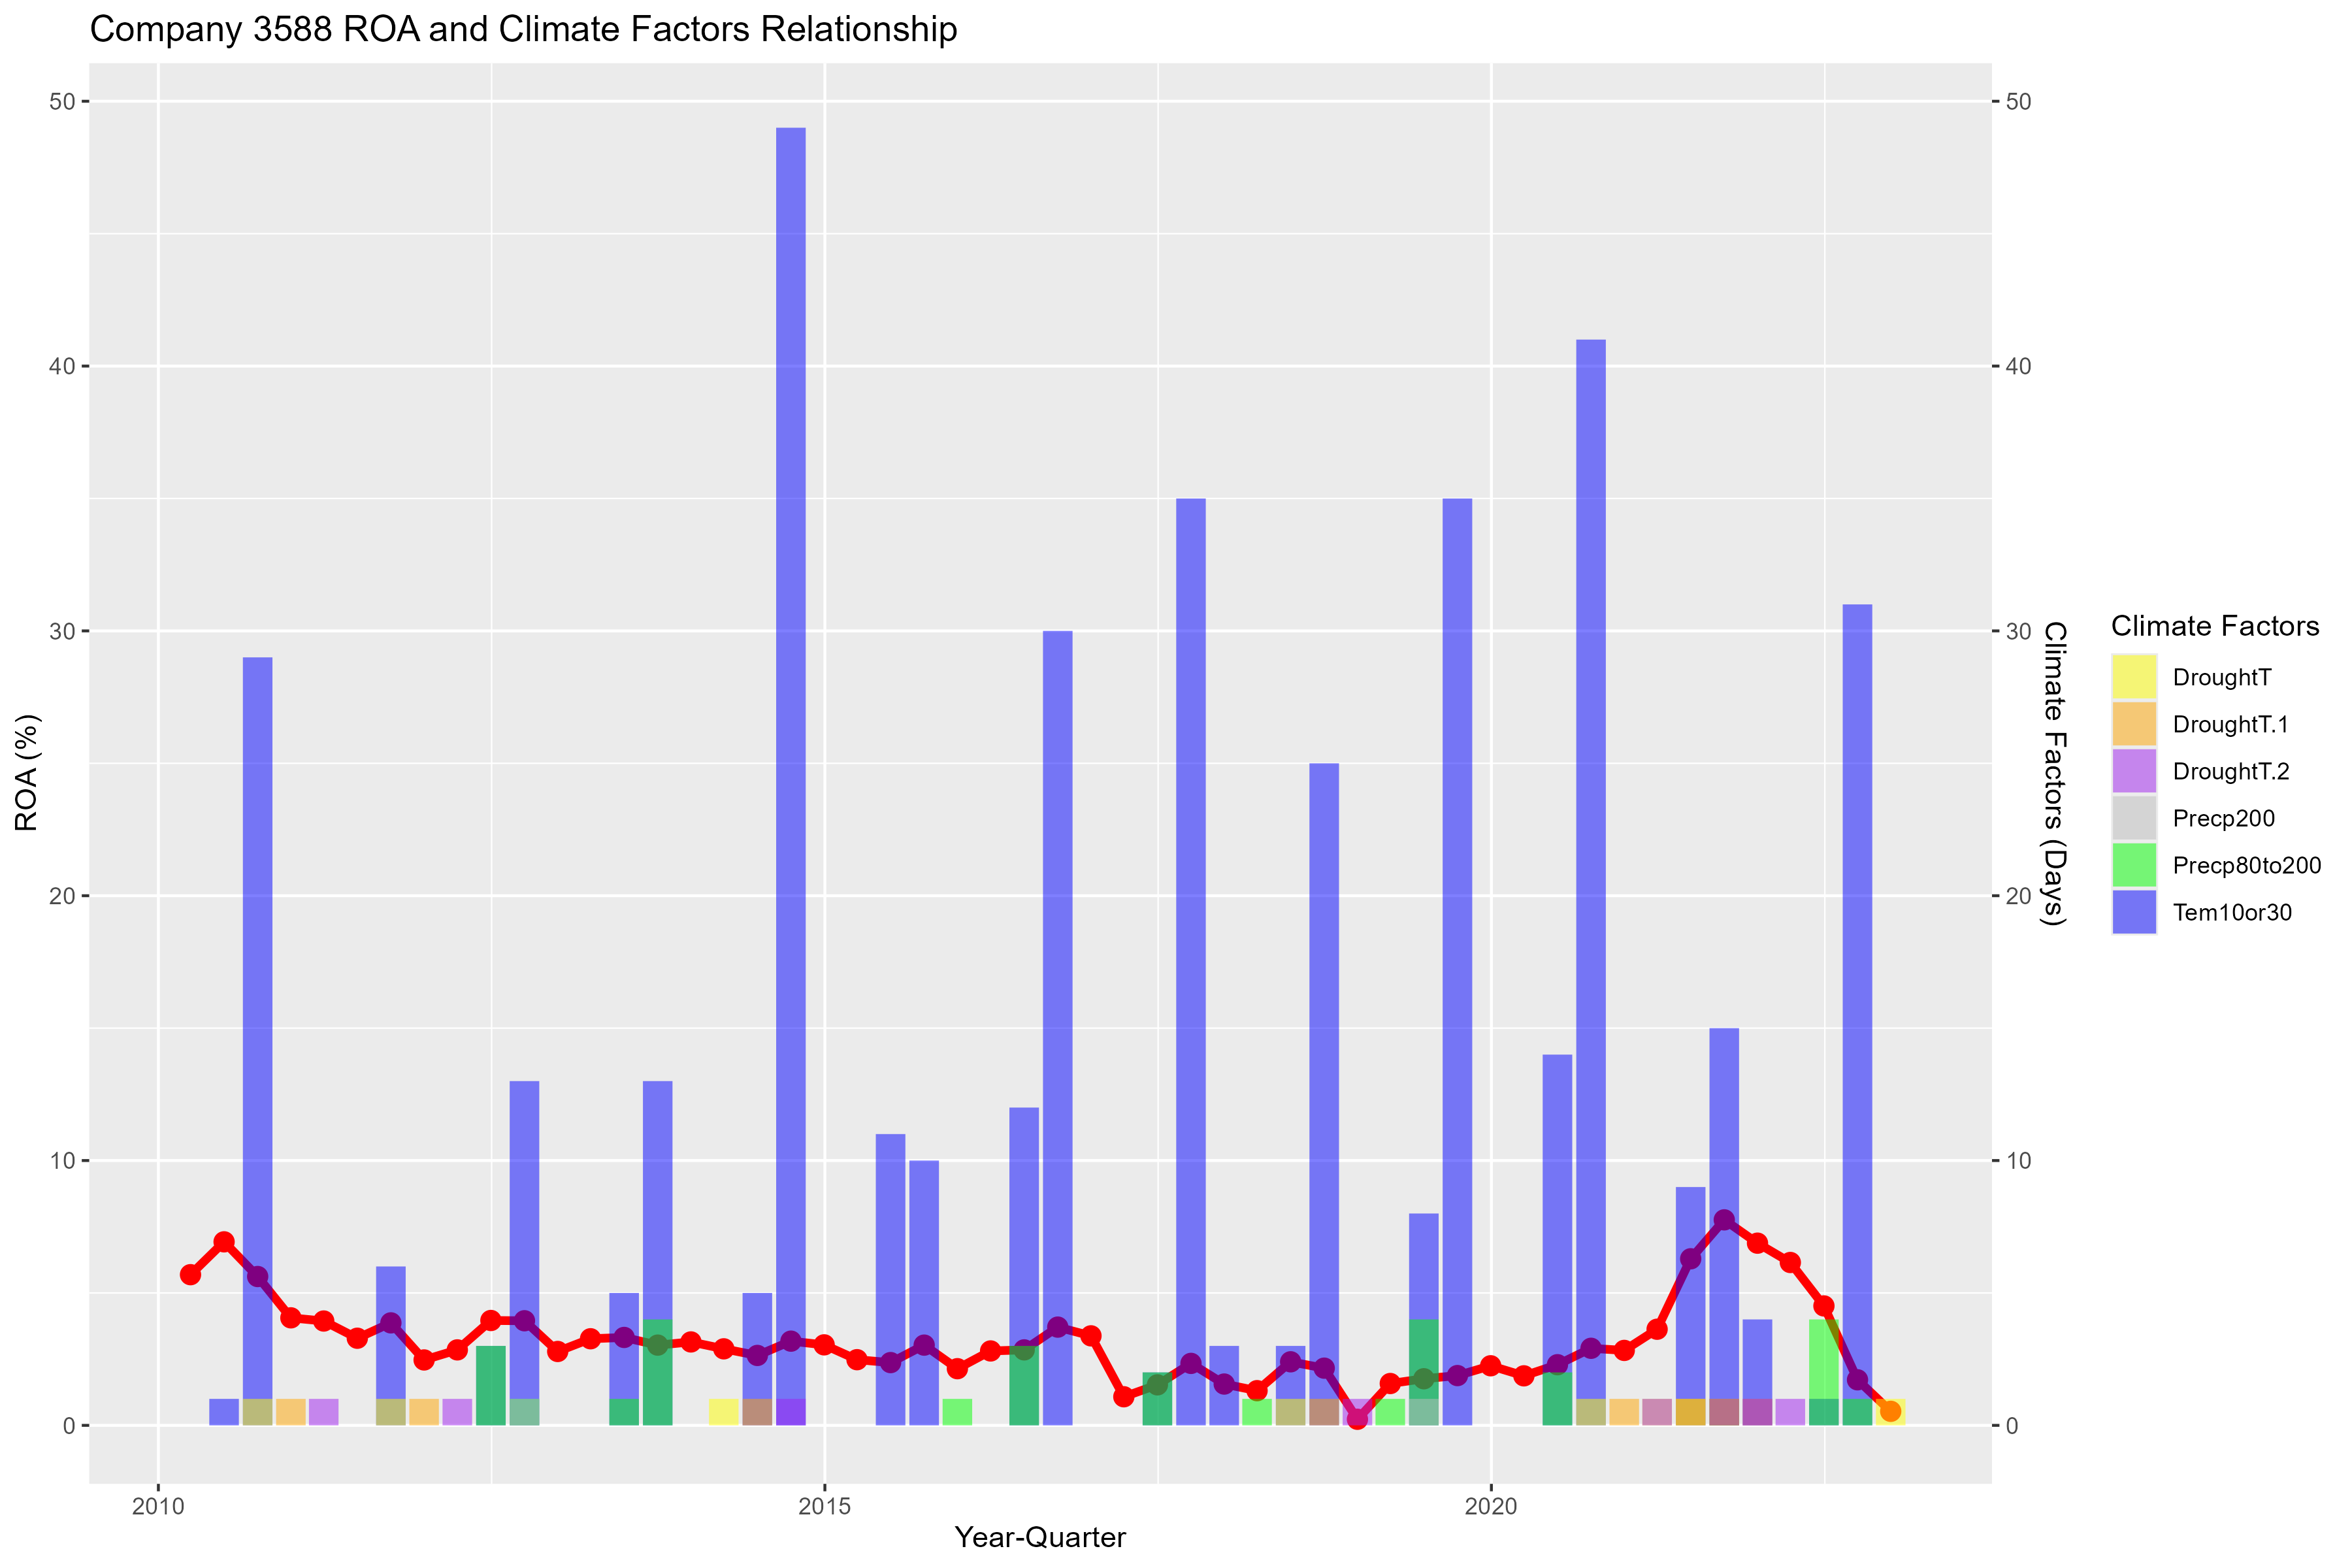 Company 3588 ROA and Climate Factors Relationship
50
40
30
20
10
0
ROA (%)
50
40
30
20
10
0
Climate Factors (Days)
2010
2015
2020
Year-Quarter
Climate Factors
DroughtT
DroughtT.1
DroughtT.2
Precp200
Precp80to200
Tem10or30